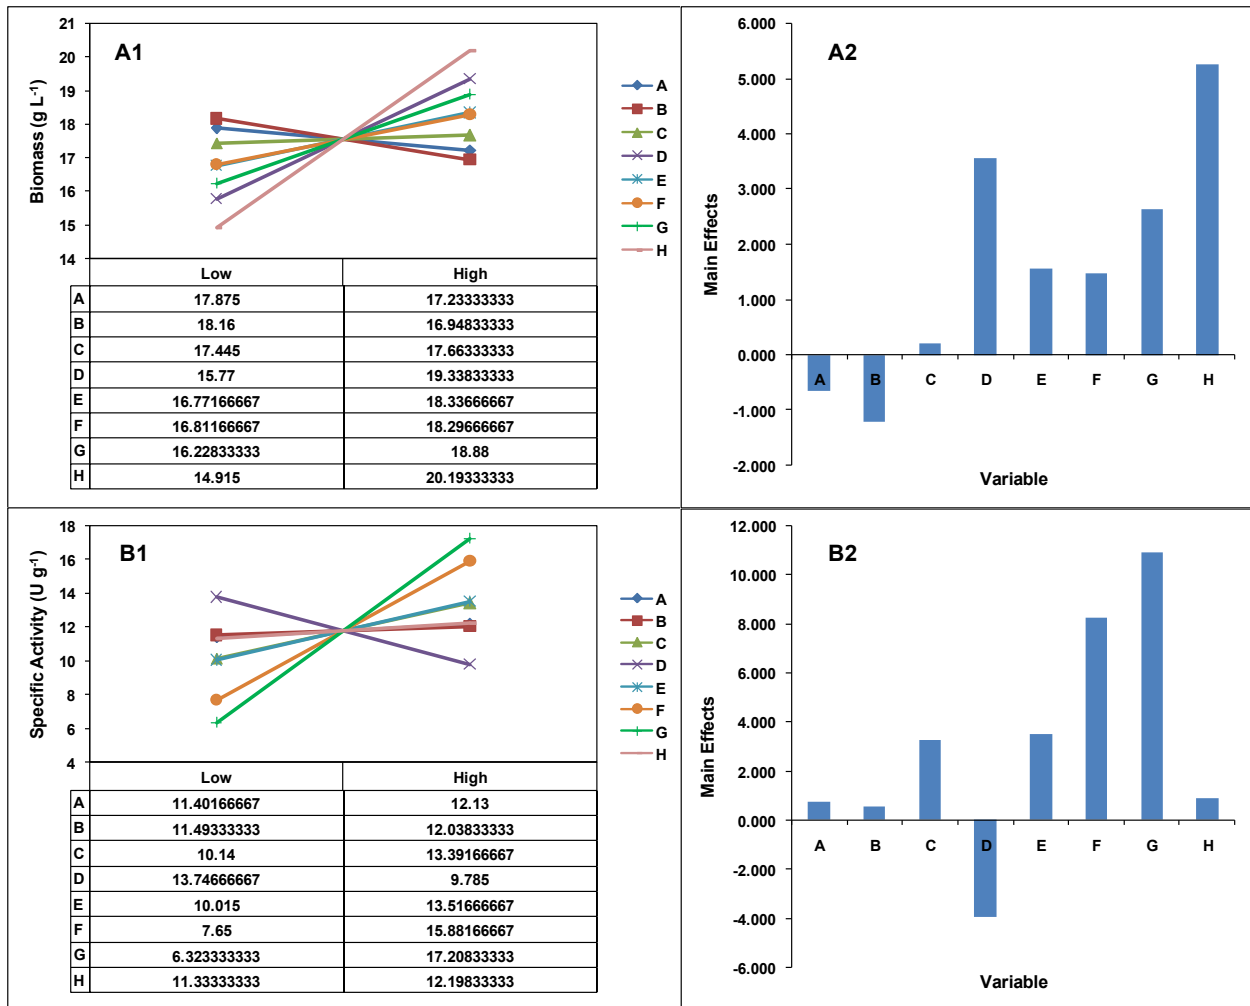 A1
Biomass (g L⁻¹)
21
20
19
18
17
16
15
14
A
B
C
D
E
F
G
H
Low High
A 17.875 17.23333333
B 18.16 16.94833333
C 17.445 17.66333333
D 15.77 19.33833333
E 16.77166667 18.33666667
F 16.81166667 18.29666667
G 16.22833333 18.88
H 14.915 20.19333333
A2
Main Effects
6.000
5.000
4.000
3.000
2.000
1.000
0.000
-1.000
-2.000
A B C D E F G H
Variable
B1
Specific Activity (U g⁻¹)
18
16
14
12
10
8
6
4
A
B
C
D
E
F
G
H
Low High
A 11.40166667 12.13
B 11.49333333 12.03833333
C 10.14 13.39166667
D 13.74666667 9.785
E 10.015 13.51666667
F 7.65 15.88166667
G 6.323333333 17.20833333
H 11.33333333 12.19833333
B2
Main Effects
12.000
10.000
8.000
6.000
4.000
2.000
0.000
-2.000
-4.000
-6.000
A B C D E F G H
Variable